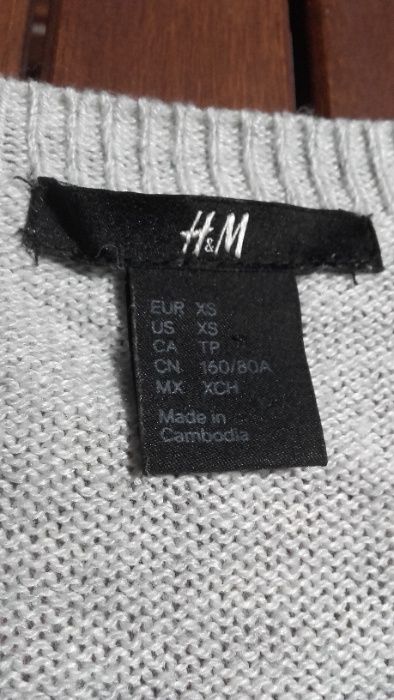 H&M
EUR XS
US XS
CA TP
CN 160/80A
MX XCH
Made in
Cambodia